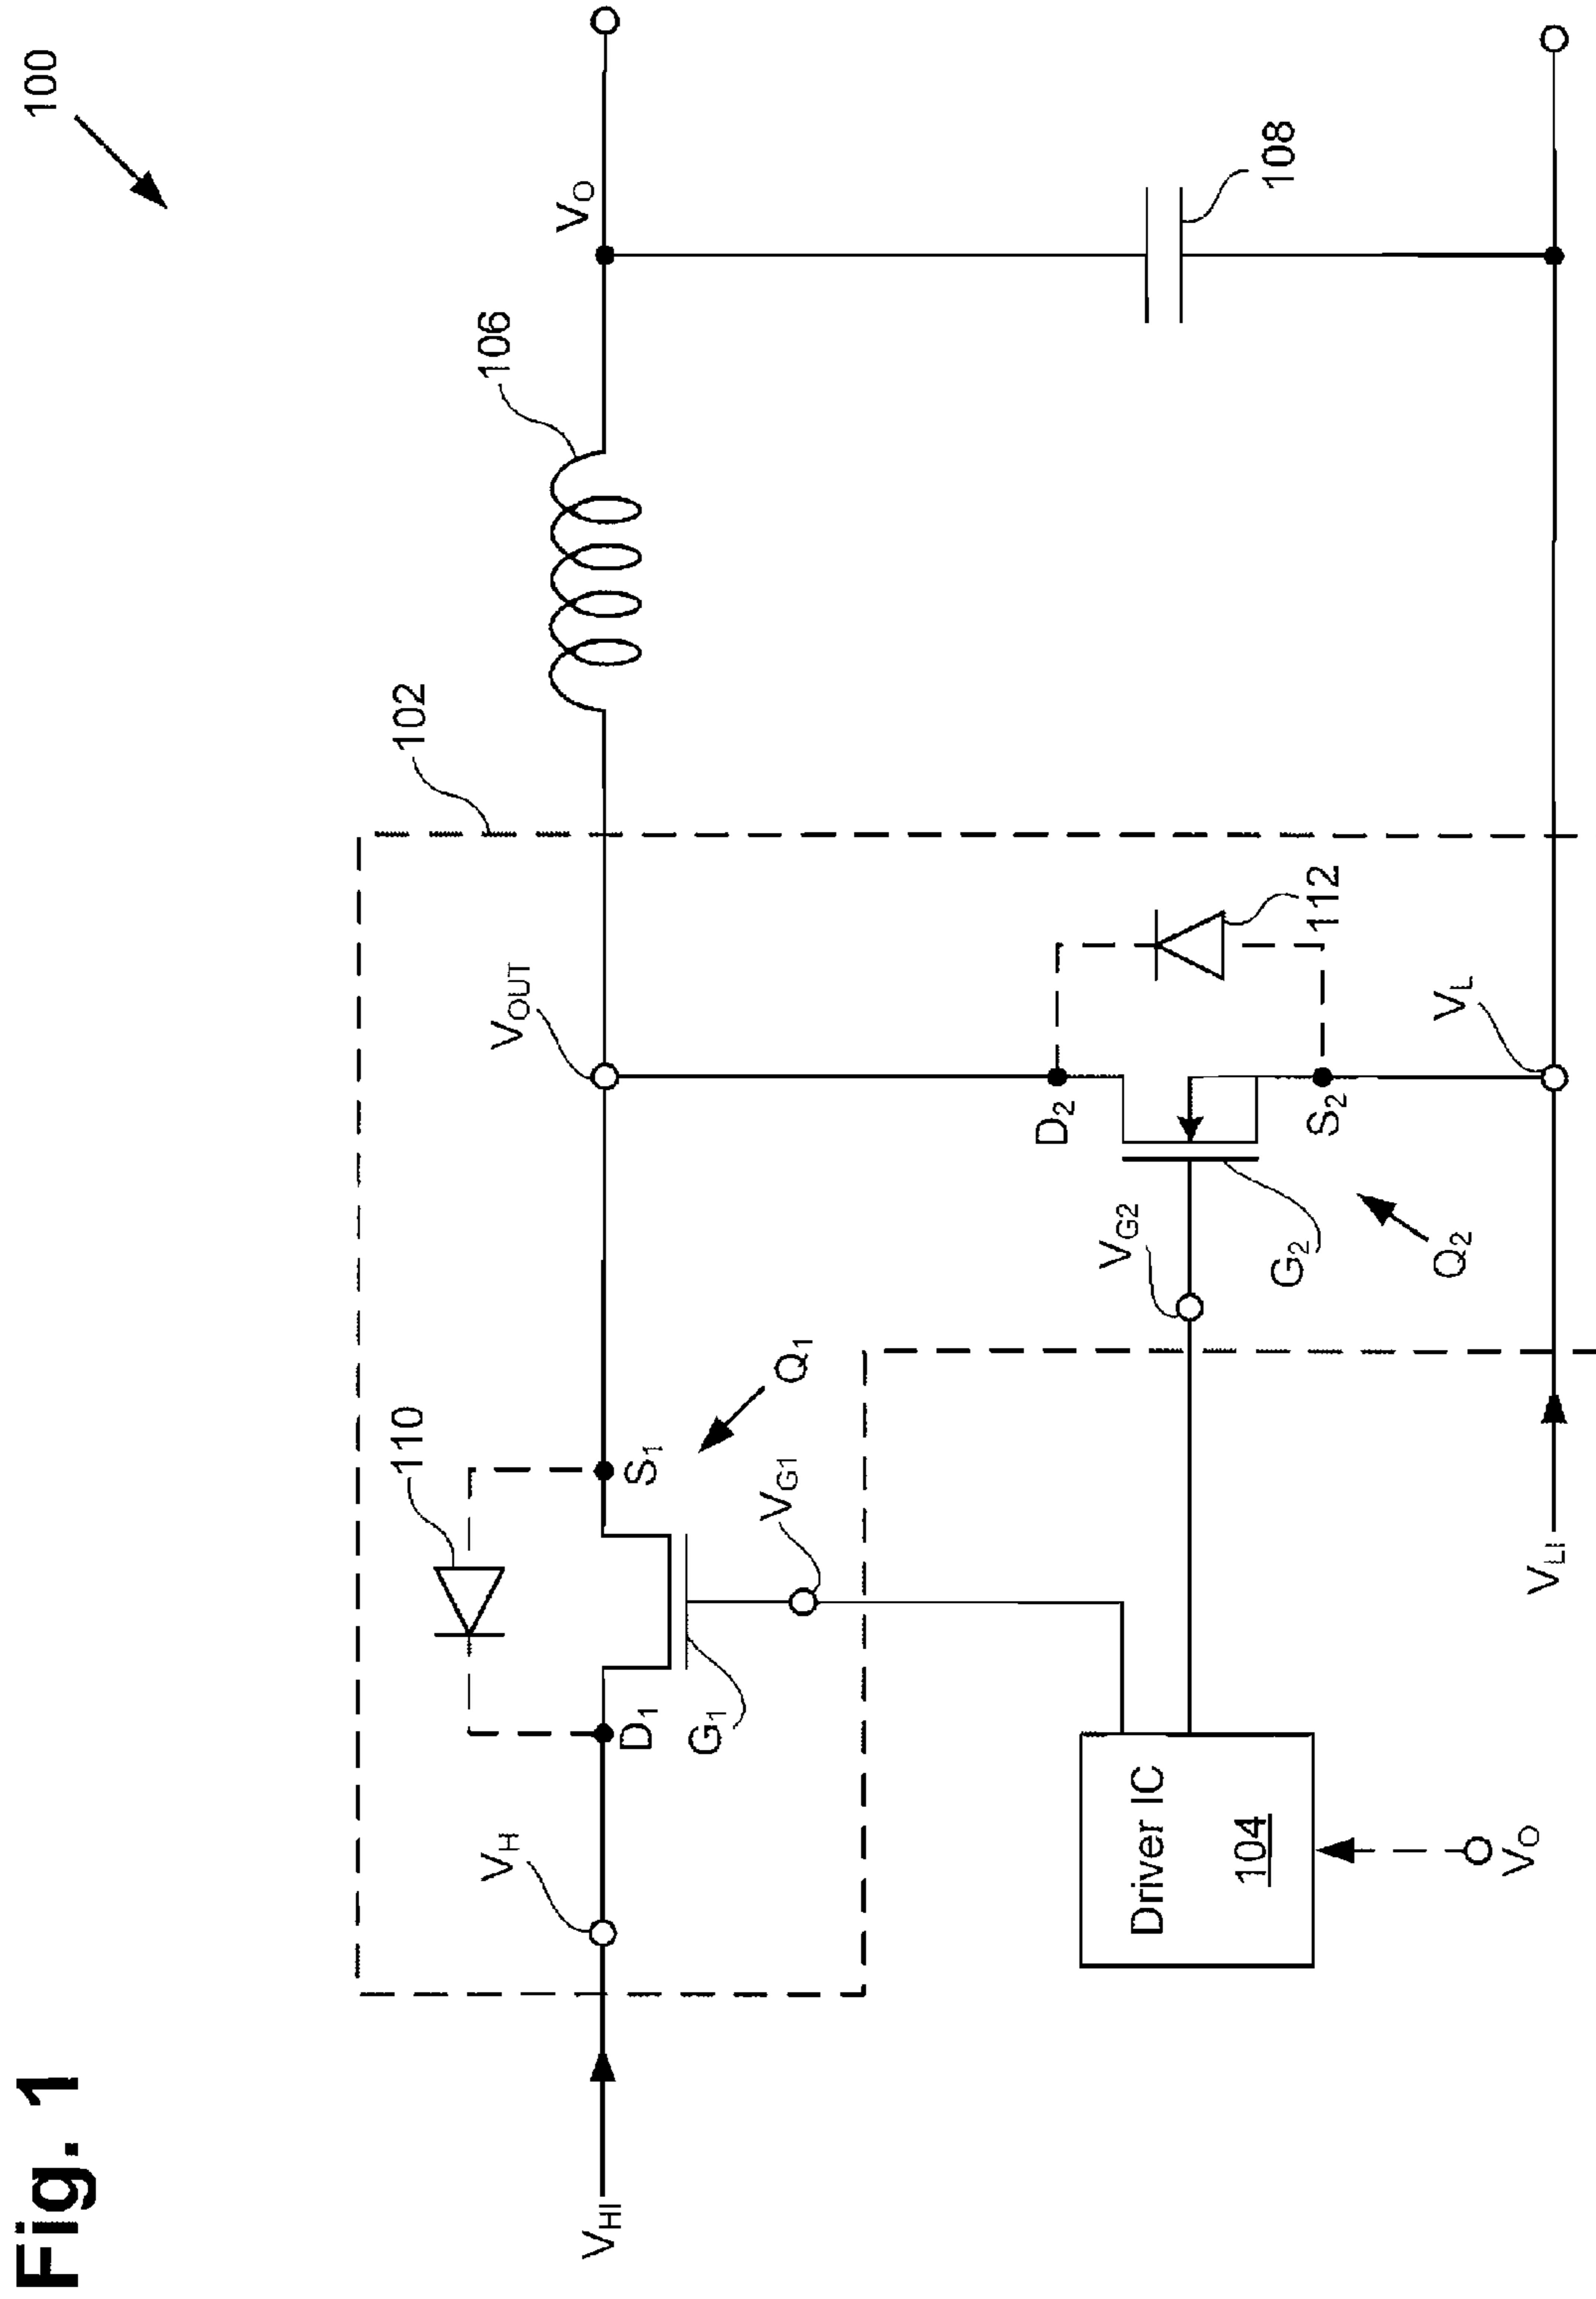 Fig. 1
100
102
106
V_O
V_OUT
110
V_H
V_HI
D_1
S_1
G_1
Q_1
V_G1
108
D_2
112
V_G2
G_2
S_2
Q_2
V_L
Driver IC
104
V_O
V_LI